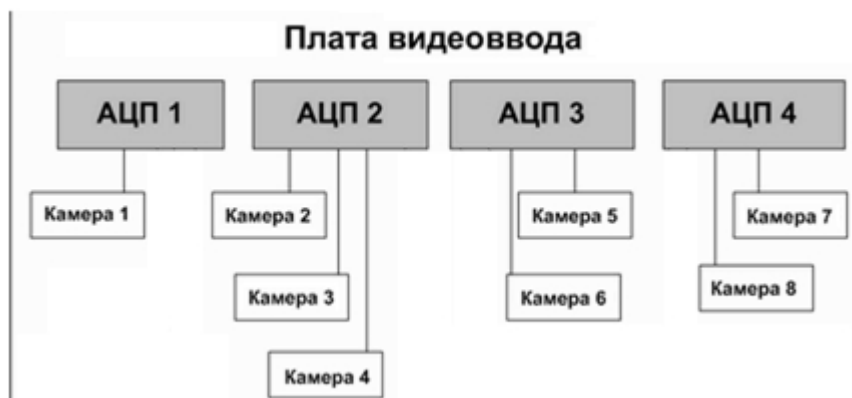 Плата видеоввода
АЦП 1 АЦП 2 АЦП 3 АЦП 4
Камера 1 Камера 2 Камера 5 Камера 7
Камера 3 Камера 6 Камера 8
Камера 4